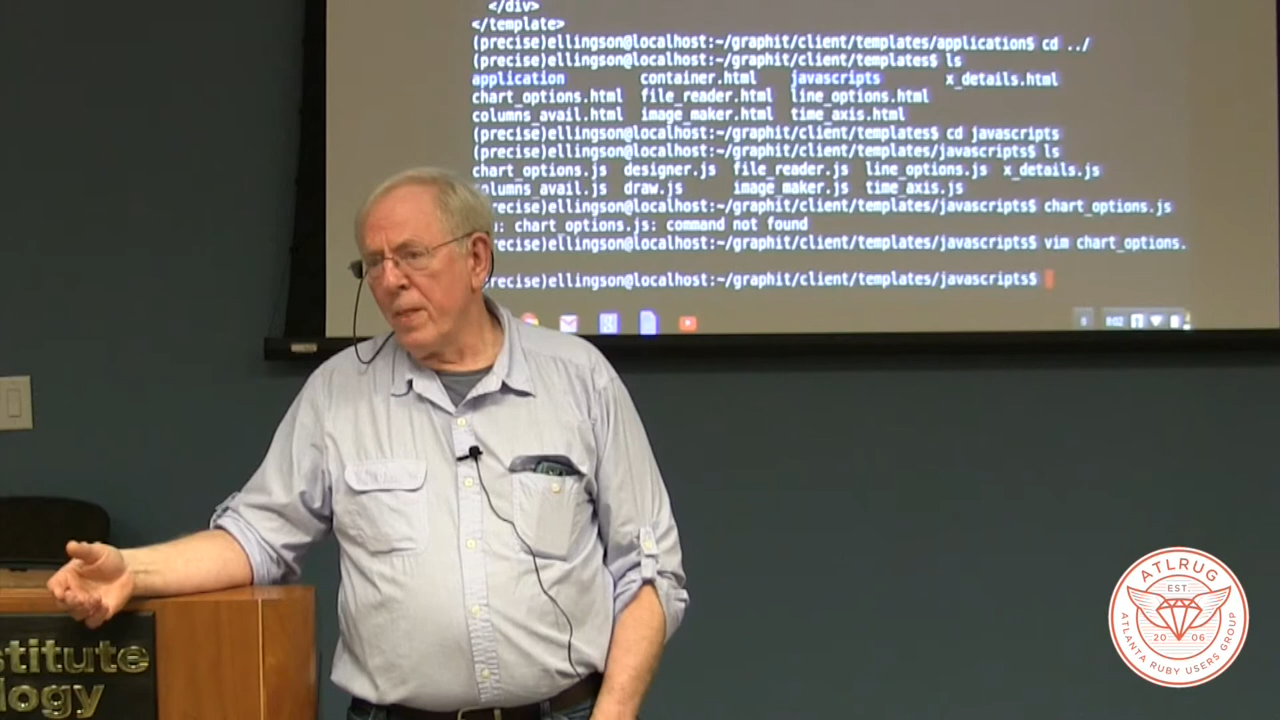 </div>
</template>
(precise)ellingson@localhost:~/graphit/client/templates/application$ cd ../
(precise)ellingson@localhost:~/graphit/client/templates$ ls
application container.html javascripts x_details.html
chart_options.html file_reader.html line_options.html
columns_avail.html image_maker.html time_axis.html
(precise)ellingson@localhost:~/graphit/client/templates$ cd javascripts
(precise)ellingson@localhost:~/graphit/client/templates/javascripts$ ls
chart_options.js designer.js file_reader.js line_options.js x_details.js
columns_avail.js draw.js image_maker.js time_axis.js
recise)ellingson@localhost:~/graphit/client/templates/javascripts$ chart_options.js
u: chart_options.js: command not found
recise)ellingson@localhost:~/graphit/client/templates/javascripts$ vim chart_options.
recise)ellingson@localhost:~/graphit/client/templates/javascripts$
stitute
ology
ATLRUG
EST.
20 06
ATLANTA RUBY USERS GROUP